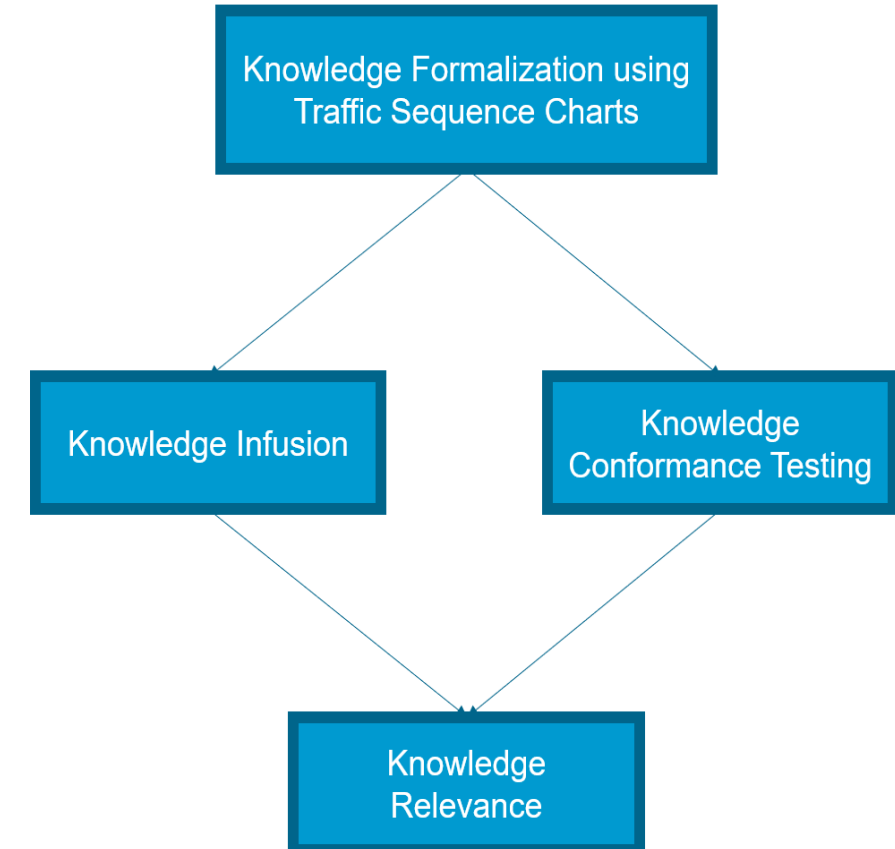 Knowledge Formalization using
Traffic Sequence Charts
Knowledge Infusion
Knowledge
Conformance Testing
Knowledge
Relevance